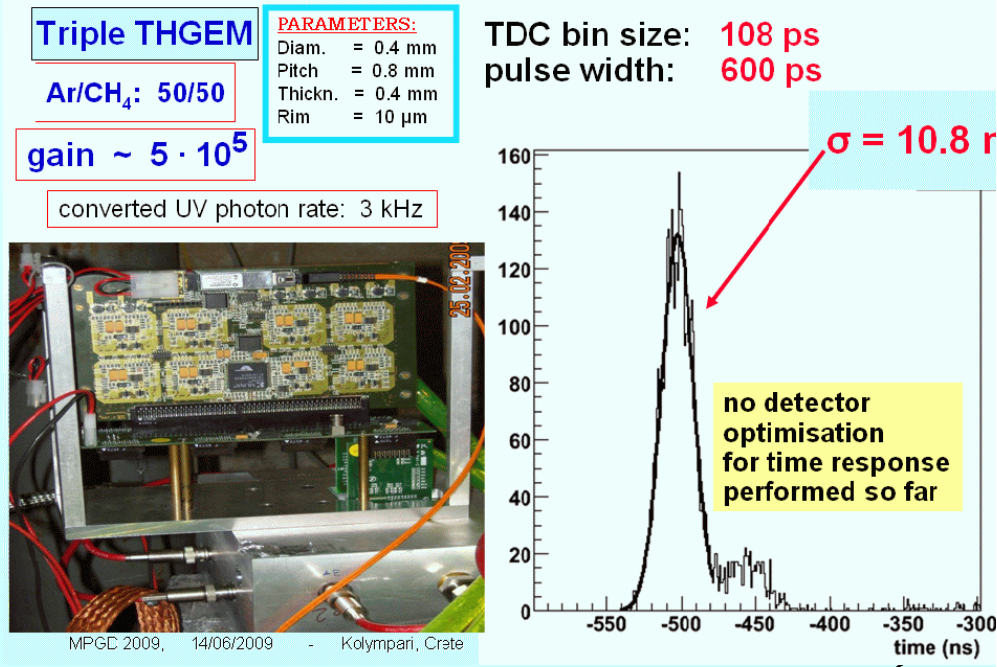 Triple THGEM
PARAMETERS:
Diam. = 0.4 mm
Pitch = 0.8 mm
Thickn. = 0.4 mm
Rim = 10 µm
Ar/CH₄: 50/50
gain ~ 5 · 10⁵
converted UV photon rate: 3 kHz
TDC bin size: 108 ps
pulse width: 600 ps
σ = 10.8
160
140
120
100
80
60
40
20
0
-550 -500 -450 -400 -350 -300
time (ns)
no detector
optimisation
for time response
performed so far
MPGD 2009, 14/06/2009 - Kolympari, Crete